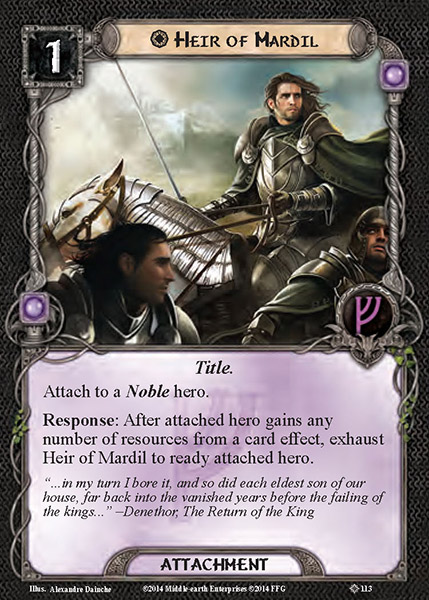 1
Heir of Mardil
Title.
Attach to a Noble hero.
Response: After attached hero gains any
number of resources from a card effect, exhaust
Heir of Mardil to ready attached hero.
“...in my turn I bore it, and so did each eldest son of our
house, far back into the vanished years before the failing of
the kings...” –Denethor, The Return of the King
ATTACHMENT
Illus. Alexandre Dainche ©2014 Middle-earth Enterprises ©2014 FFG 113